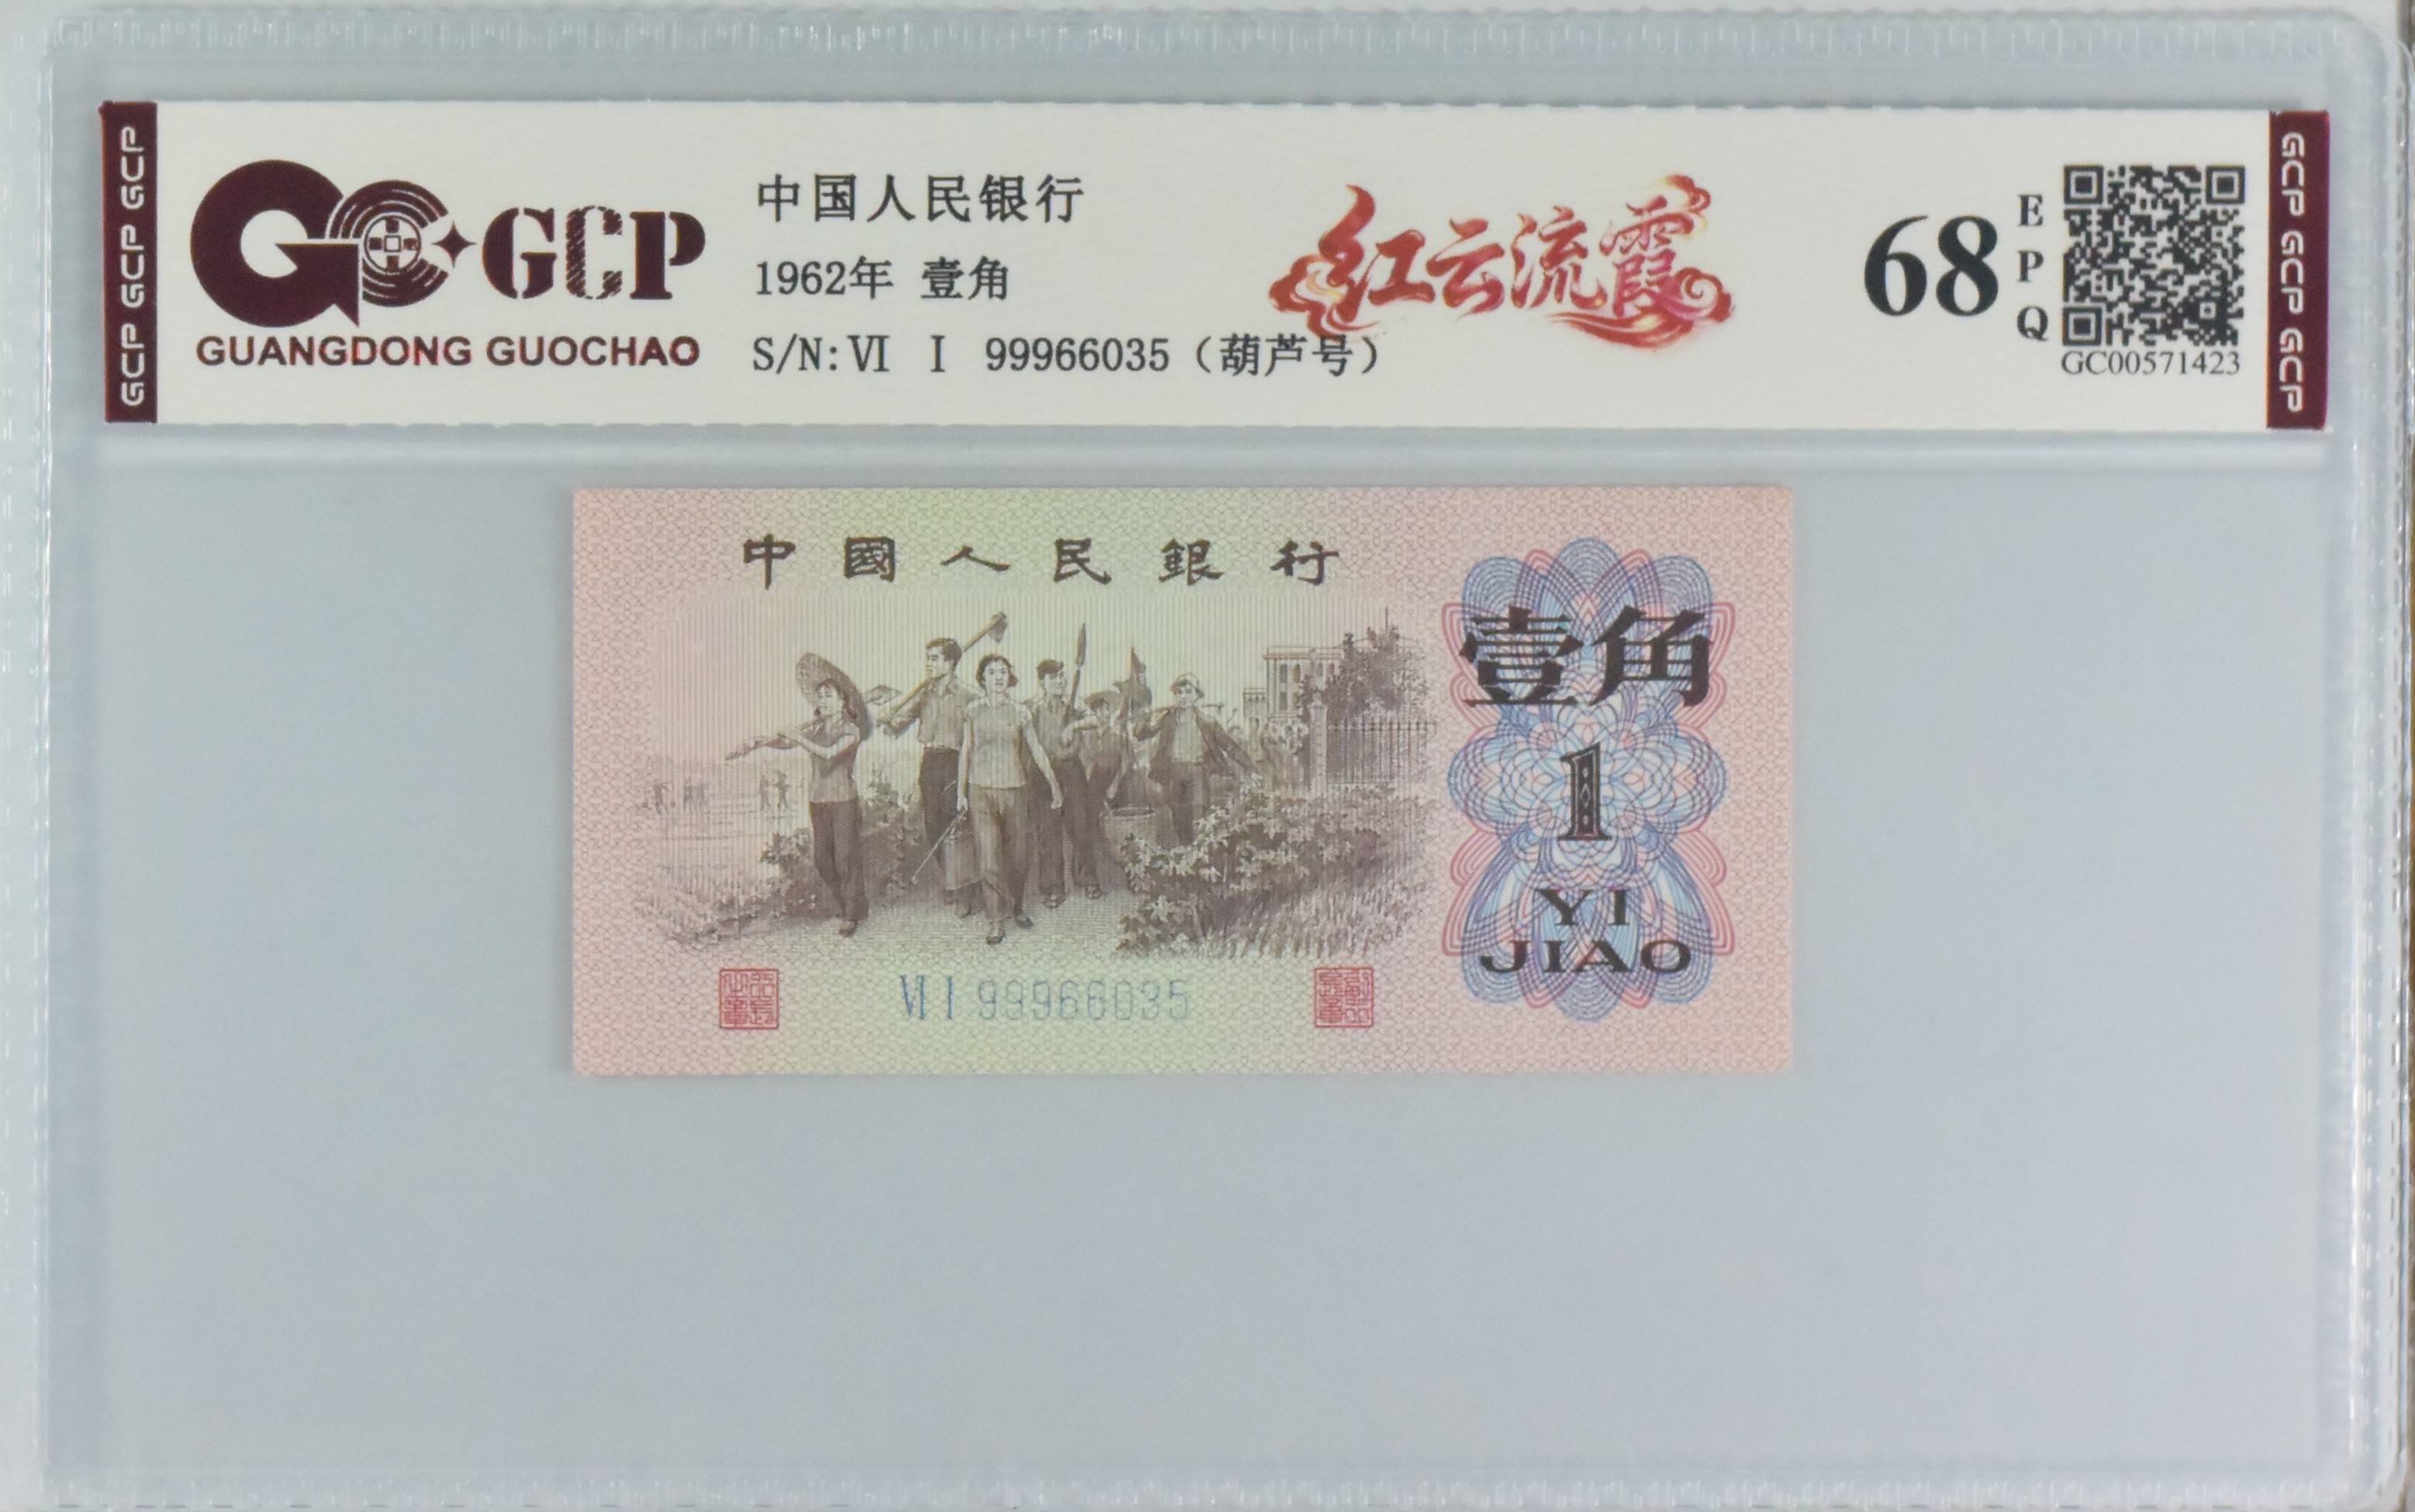 GCP GCP GCP
GCP
GUANGDONG GUOCHAO
中国人民银行
1962年 壹角
S/N:Ⅵ Ⅰ 99966035（葫芦号）
红云流霞
68
EPQ
GC00571423
GCP GCP GCP
中國人民銀行
壹角
1
YI
JIAO
Ⅵ Ⅰ 99966035